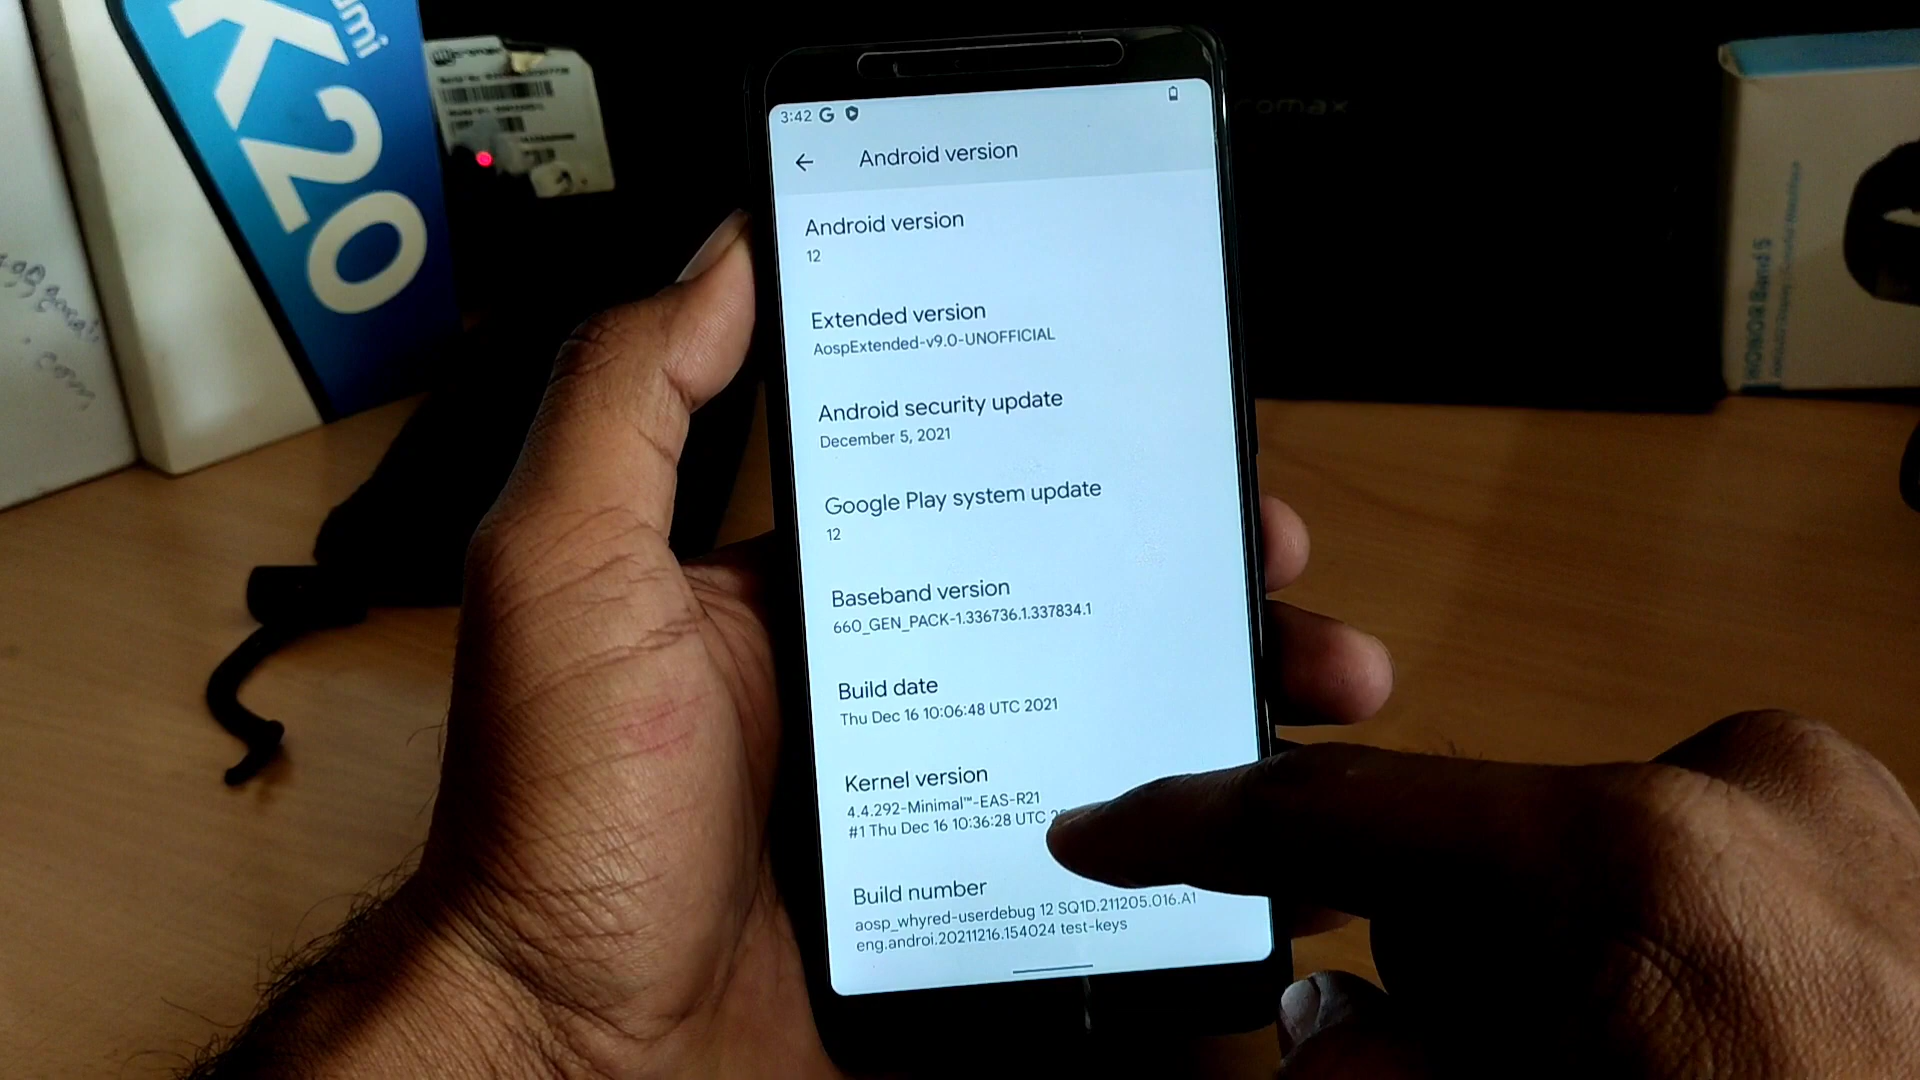 K20
3:42
Android version
Android version
12
Extended version
AospExtended-v9.0-UNOFFICIAL
Android security update
December 5, 2021
Google Play system update
12
Baseband version
660_GEN_PACK-1.336736.1.337834.1
Build date
Thu Dec 16 10:06:48 UTC 2021
Kernel version
4.4.292-Minimal™-EAS-R21
#1 Thu Dec 16 10:36:28 UTC
Build number
aosp_whyred-userdebug 12 SQ1D.211205.016.A1
eng.androi.20211216.154024 test-keys
HONOR Band 5